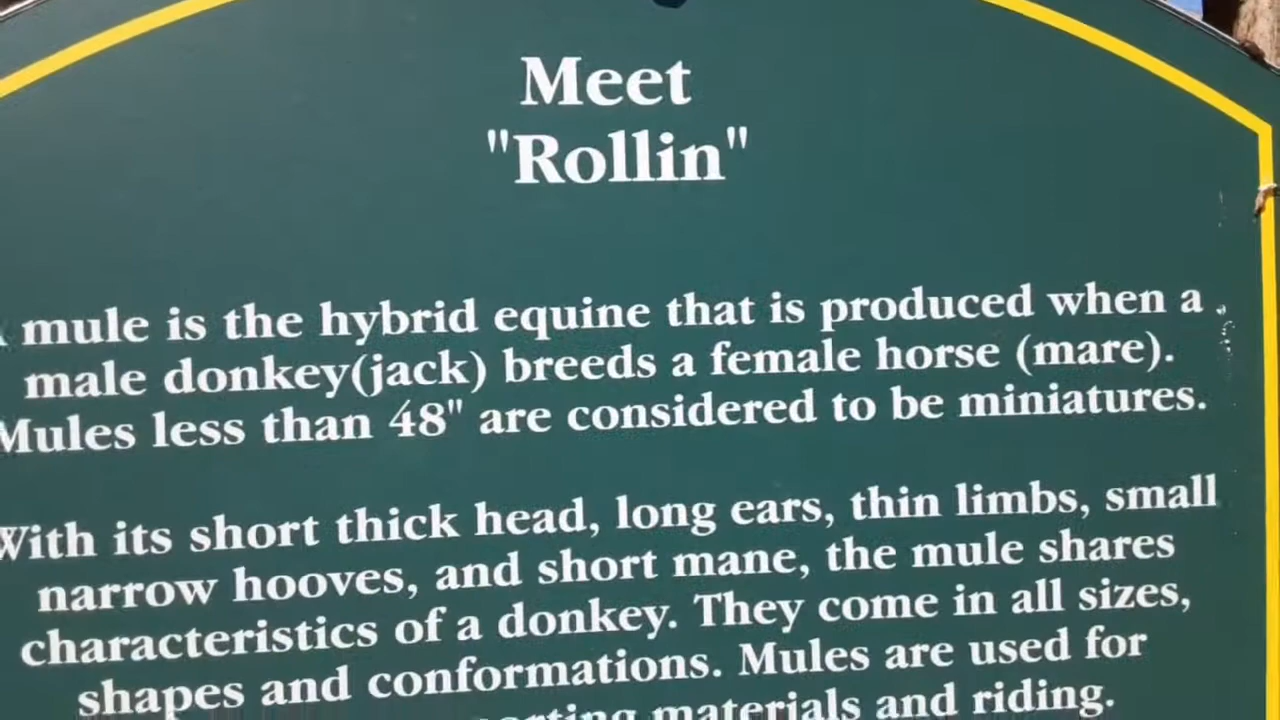 Meet
"Rollin"
mule is the hybrid equine that is produced when a
male donkey(jack) breeds a female horse (mare).
Mules less than 48" are considered to be miniatures.
With its short thick head, long ears, thin limbs, small
narrow hooves, and short mane, the mule shares
characteristics of a donkey. They come in all sizes,
shapes and conformations. Mules are used for
materials and riding.